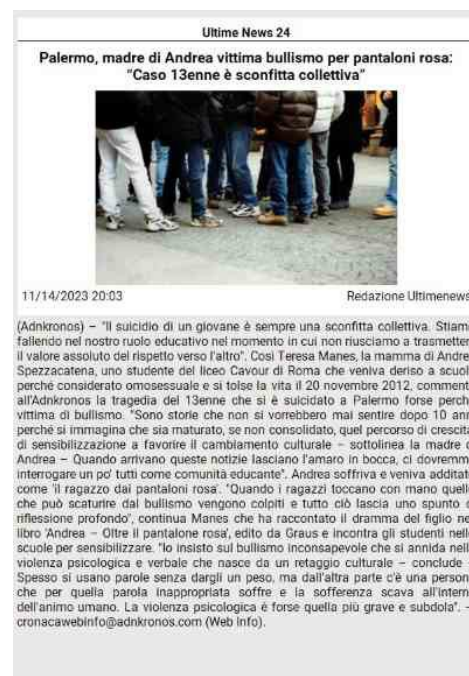 Ultime News 24
Palermo, madre di Andrea vittima bullismo per pantaloni rosa:
“Caso 13enne è sconfitta collettiva”
11/14/2023 20:03
Redazione Ultimenews
(Adnkronos) – "Il suicidio di un giovane è sempre una sconfitta collettiva. Stiam
fallendo nel nostro ruolo educativo nel momento in cui non riusciamo a trasmetter
il valore assoluto del rispetto verso l'altro". Così Teresa Manes, la mamma di Andre
Spezzacatena, uno studente del liceo Cavour di Roma che veniva deriso a scuol
perché considerato omosessuale e si tolse la vita il 20 novembre 2012, comment
all'Adnkronos la tragedia del 13enne che si è suicidato a Palermo forse perch
vittima di bullismo. "Sono storie che non si vorrebbero mai sentire dopo 10 ann
perché si immagina che sia maturato, se non consolidato, quel percorso di crescita
di sensibilizzazione a favorire il cambiamento culturale – sottolinea la madre d
Andrea – Quando arrivano queste notizie lasciano l'amaro in bocca, ci dovremm
interrogare un po' tutti come comunità educante". Andrea soffriva e veniva additat
come 'il ragazzo dai pantaloni rosa'. "Quando i ragazzi toccano con mano quell
che può scaturire dal bullismo vengono colpiti e tutto ciò lascia uno spunto d
riflessione profondo", continua Manes che ha raccontato il dramma del figlio ne
libro 'Andrea – Oltre il pantalone rosa', edito da Graus e incontra gli studenti nell
scuole per sensibilizzare. "Io insisto sul bullismo inconsapevole che si annida nell
violenza psicologica e verbale che nasce da un retaggio culturale – conclude -
Spesso si usano parole senza dargli un peso, ma dall'altra parte c'è una person
che per quella parola inappropriata soffre e la sofferenza scava all'intern
dell'animo umano. La violenza psicologica è forse quella più grave e subdola". -
cronacawebinfo@adnkronos.com (Web Info).